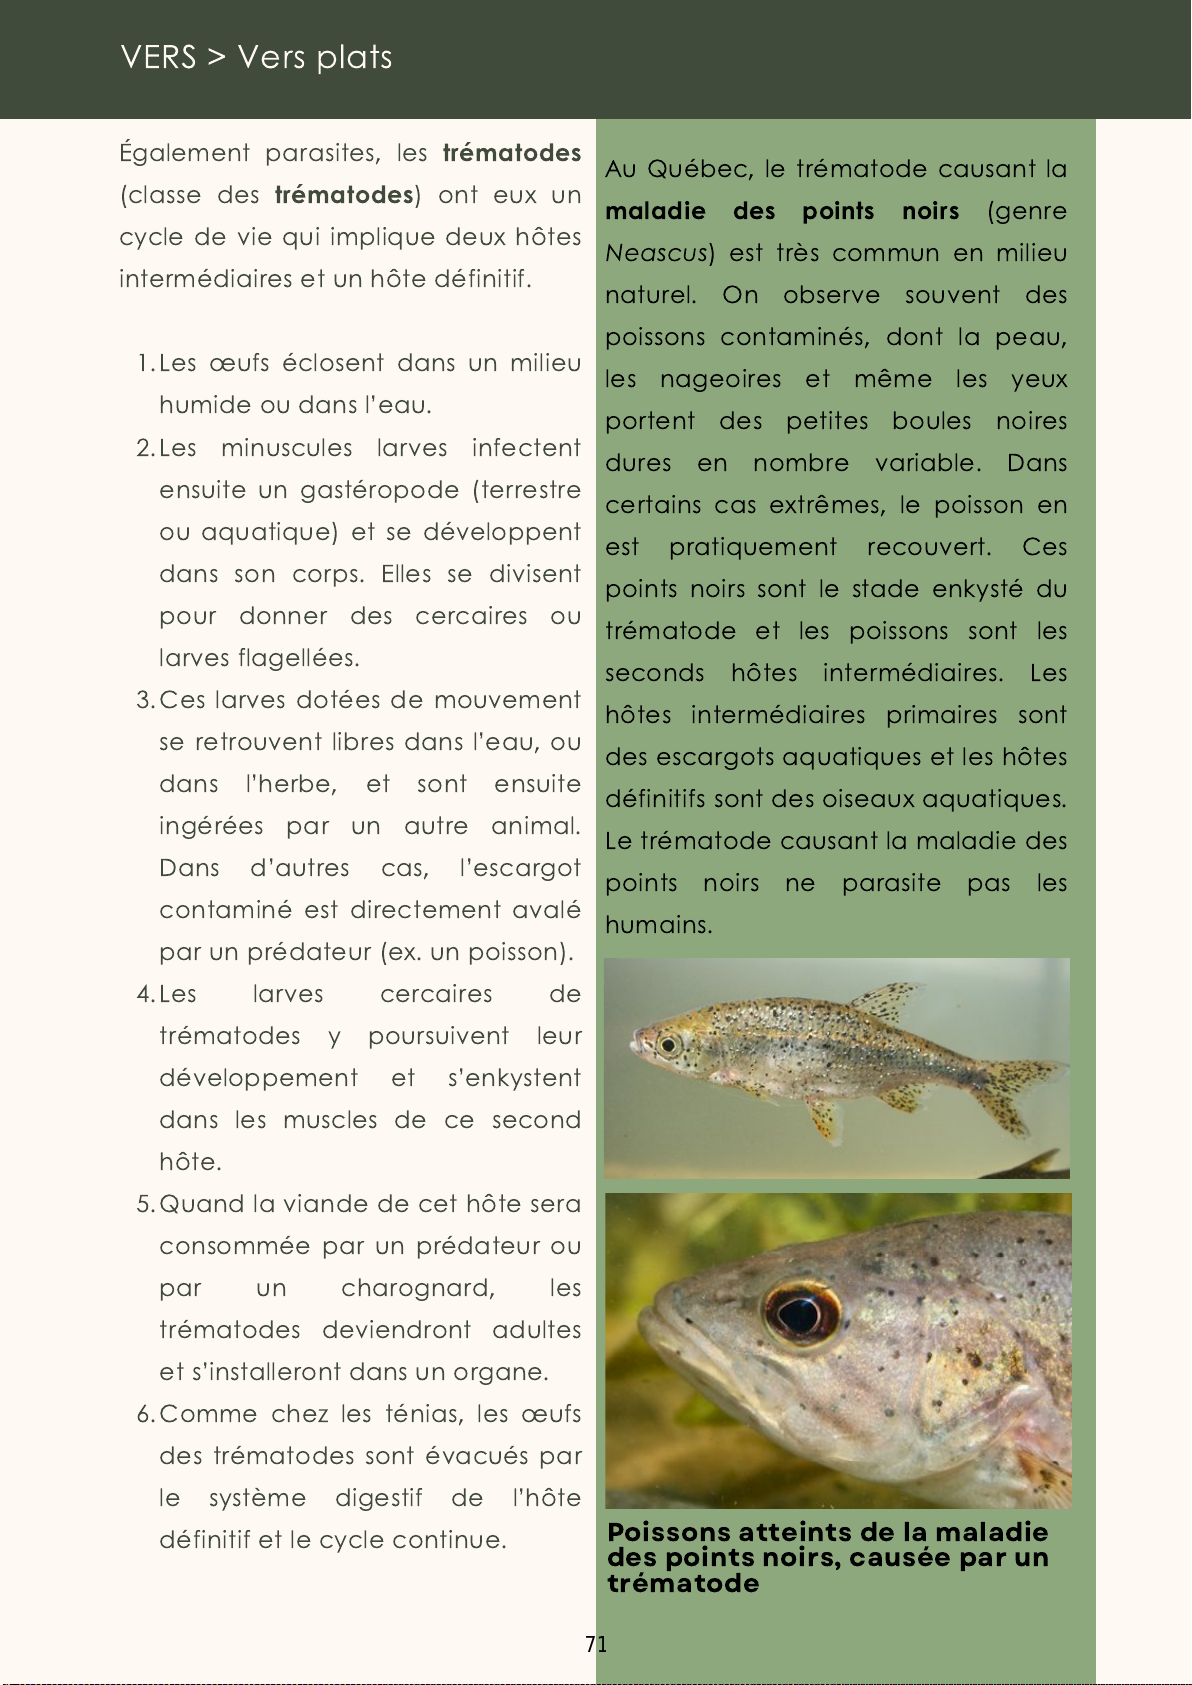 VERS > Vers plats
Également parasites, les trématodes
(classe des trématodes) ont eux un
cycle de vie qui implique deux hôtes
intermédiaires et un hôte définitif.
1. Les œufs éclosent dans un milieu
humide ou dans l'eau.
2. Les minuscules larves infectent
ensuite un gastéropode (terrestre
ou aquatique) et se développent
dans son corps. Elles se divisent
pour donner des cercaires ou
larves flagellées.
3. Ces larves dotées de mouvement
se retrouvent libres dans l'eau, ou
dans l'herbe, et sont ensuite
ingérées par un autre animal.
Dans d'autres cas, l'escargot
contaminé est directement avalé
par un prédateur (ex. un poisson).
4. Les larves cercaires de
trématodes y poursuivent leur
développement et s'enkystent
dans les muscles de ce second
hôte.
5. Quand la viande de cet hôte sera
consommée par un prédateur ou
par un charognard, les
trématodes deviendront adultes
et s'installeront dans un organe.
6. Comme chez les ténias, les œufs
des trématodes sont évacués par
le système digestif de l'hôte
définitif et le cycle continue.
Au Québec, le trématode causant la
maladie des points noirs (genre
Neascus) est très commun en milieu
naturel. On observe souvent des
poissons contaminés, dont la peau,
les nageoires et même les yeux
portent des petites boules noires
dures en nombre variable. Dans
certains cas extrêmes, le poisson en
est pratiquement recouvert. Ces
points noirs sont le stade enkysté du
trématode et les poissons sont les
seconds hôtes intermédiaires. Les
hôtes intermédiaires primaires sont
des escargots aquatiques et les hôtes
définitifs sont des oiseaux aquatiques.
Le trématode causant la maladie des
points noirs ne parasite pas les
humains.
Poissons atteints de la maladie
des points noirs, causée par un
trématode
71